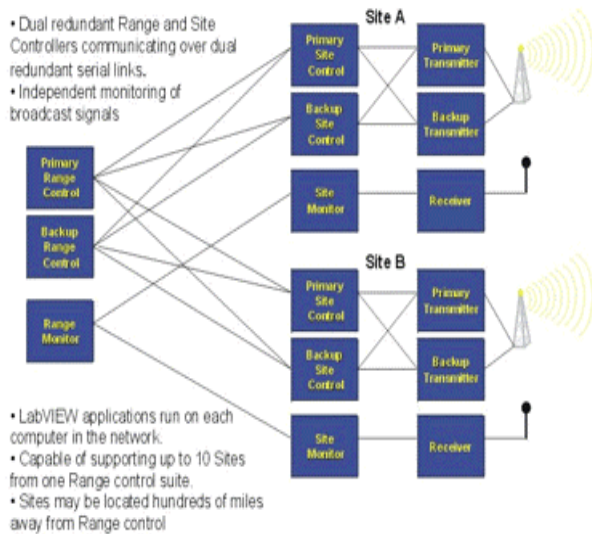 • Dual redundant Range and Site
Controllers communicating over dual
redundant serial links.
• Independent monitoring of
broadcast signals
Primary
Range
Control
Backup
Range
Control
Range
Monitor
Site A
Primary
Site
Control
Primary
Transmitter
Backup
Site
Control
Backup
Transmitter
Site
Monitor
Receiver
Site B
Primary
Site
Control
Primary
Transmitter
Backup
Site
Control
Backup
Transmitter
Site
Monitor
Receiver
• LabVIEW applications run on each
computer in the network.
• Capable of supporting up to 10 Sites
from one Range control suite.
• Sites may be located hundreds of miles
away from Range control